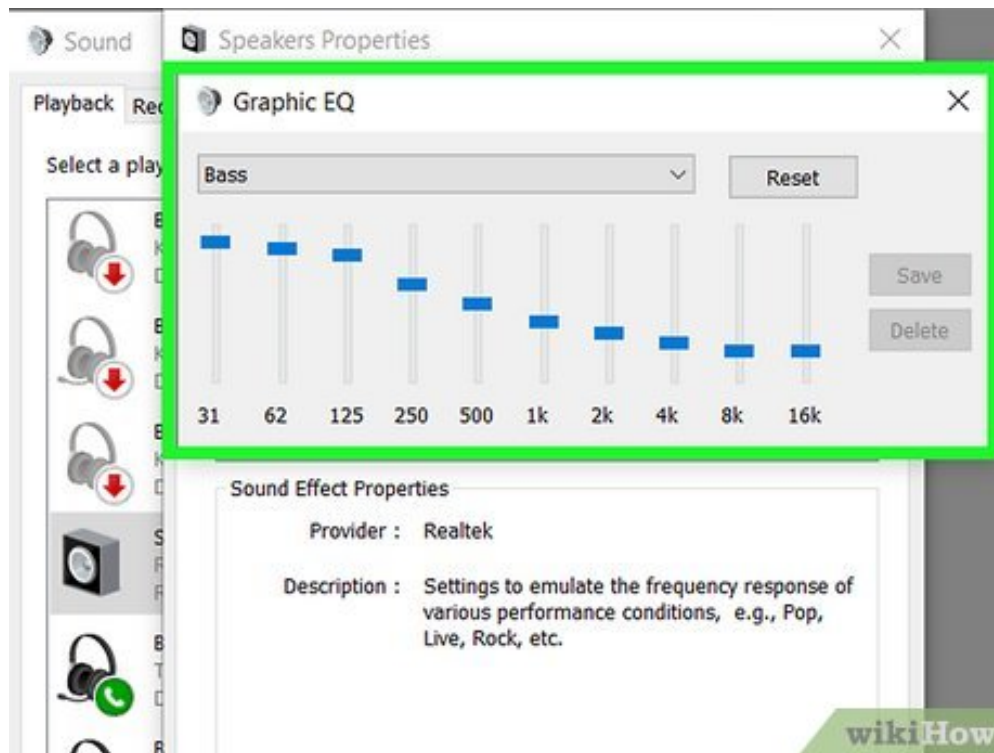 Sound
Speakers Properties
Playback
Graphic EQ
Select a
Bass
Reset
Save
Delete
31 62 125 250 500 1k 2k 4k 8k 16k
Sound Effect Properties
Provider : Realtek
Description : Settings to emulate the frequency response of
various performance conditions, e.g., Pop,
Live, Rock, etc.
wikiHow